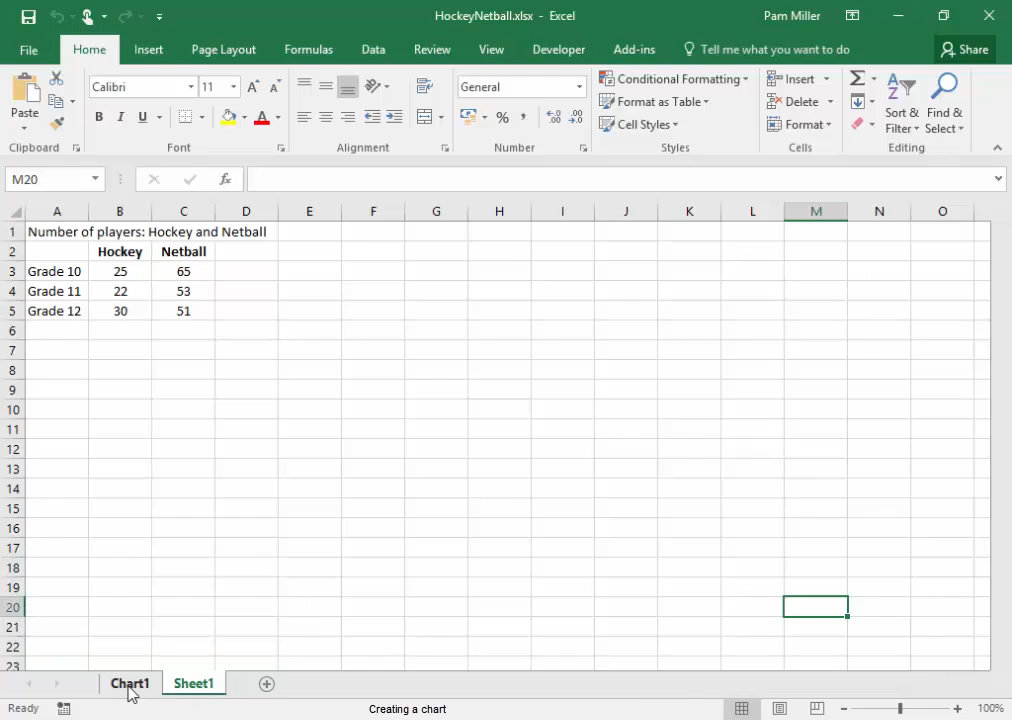 HockeyNetball.xlsx - Excel
Pam Miller
File Home Insert Page Layout Formulas Data Review View Developer Add-ins Tell me what you want to do Share
Calibri 11 General
Conditional Formatting
Format as Table
Cell Styles
Insert
Delete
Format
Paste
B I U A % ,
Sort & Filter
Find & Select
Clipboard Font Alignment Number Styles Cells Editing
M20 fx
A B C D E F G H I J K L M N O
1 Number of players: Hockey and Netball
2 Hockey Netball
3 Grade 10 25 65
4 Grade 11 22 53
5 Grade 12 30 51
6
7
8
9
10
11
12
13
14
15
16
17
18
19
20
21
22
23
Chart1 Sheet1
Ready Creating a chart 100%